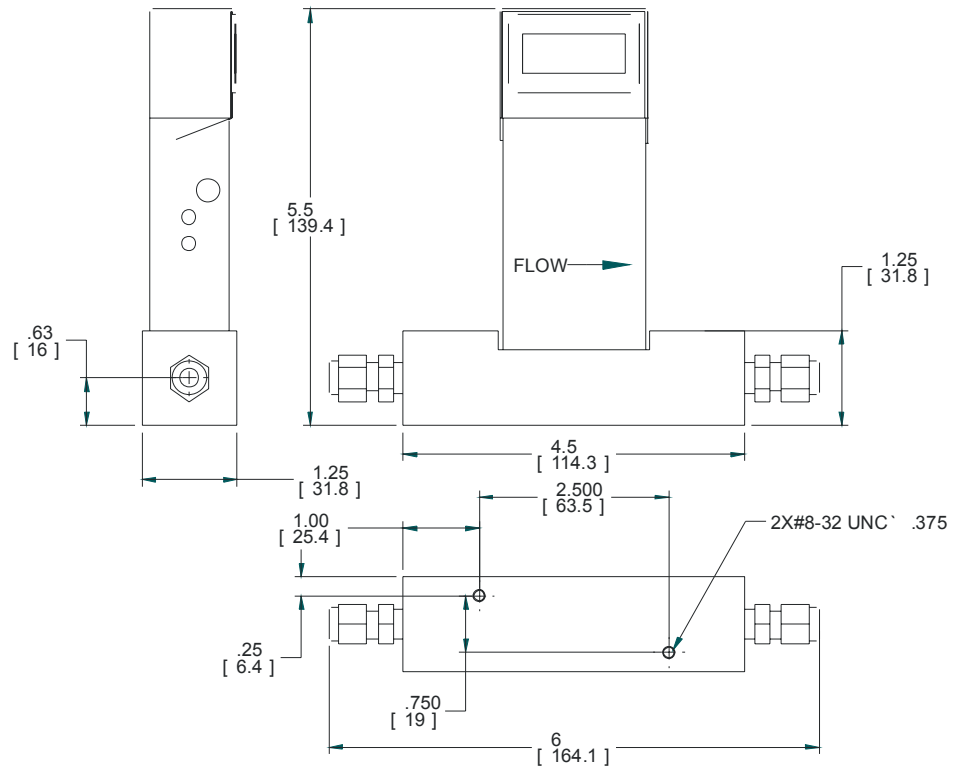 5.5
[ 139.4 ]
FLOW
1.25
[ 31.8 ]
.63
[ 16 ]
4.5
[ 114.3 ]
1.25
[ 31.8 ]
2.500
[ 63.5 ]
1.00
[ 25.4 ]
2X#8-32 UNC` .375
.25
[ 6.4 ]
.750
[ 19 ]
6
[ 164.1 ]